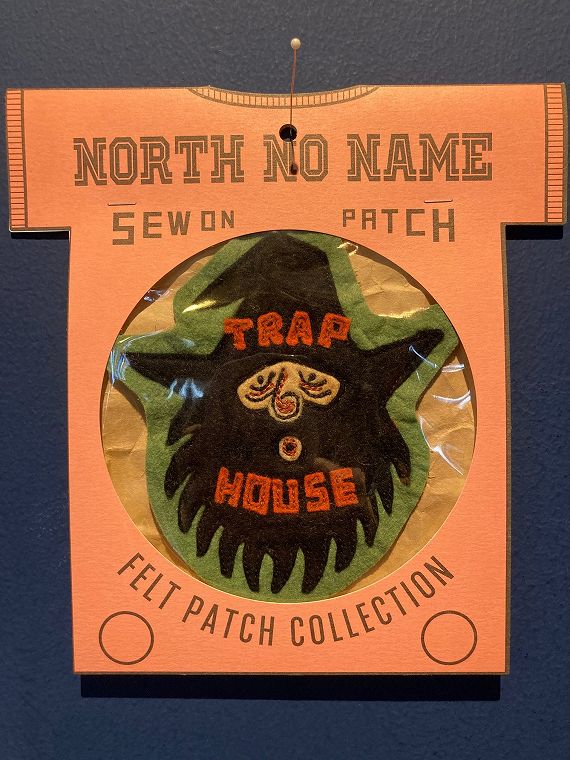 NORTH NO NAME
SEW ON PATCH
TRAP
HOUSE
FELT PATCH COLLECTION